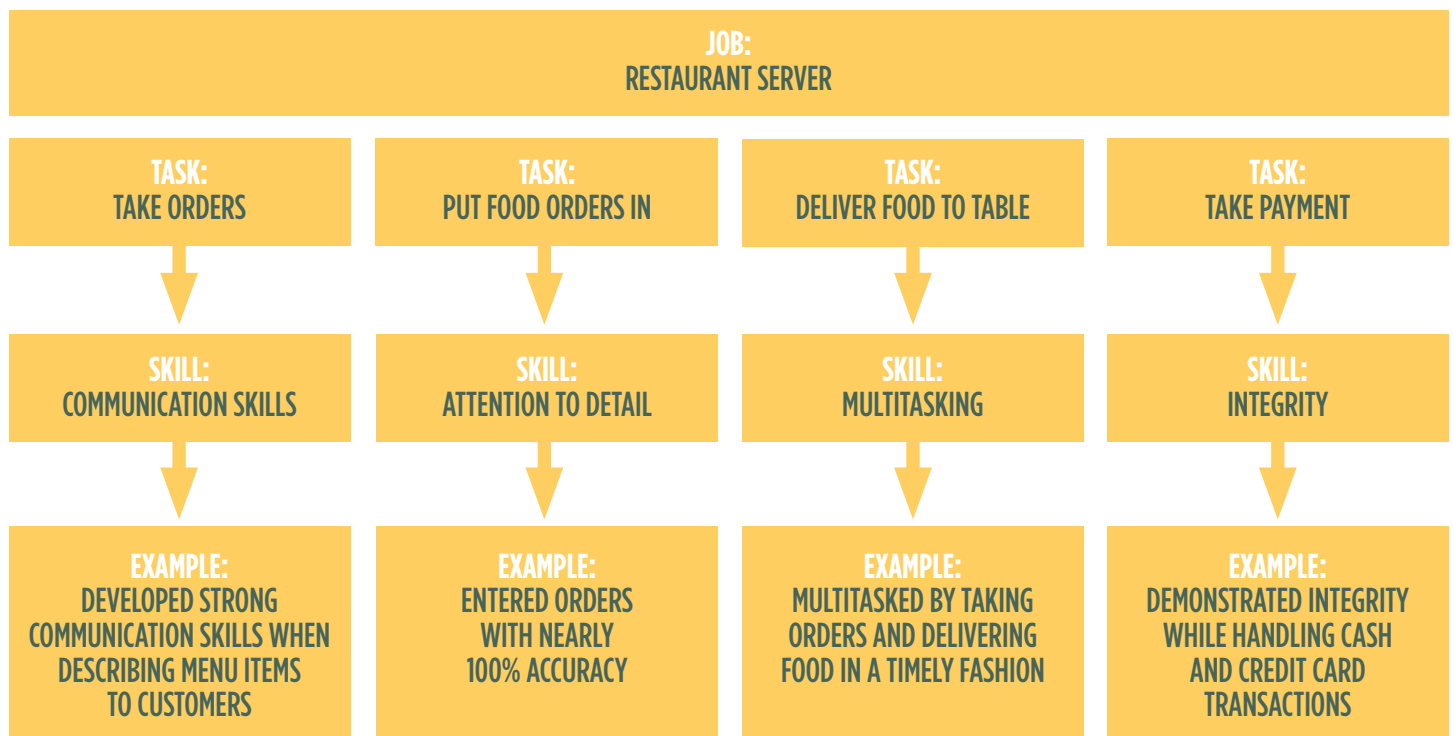 JOB:
RESTAURANT SERVER
TASK:
TAKE ORDERS
TASK:
PUT FOOD ORDERS IN
TASK:
DELIVER FOOD TO TABLE
TASK:
TAKE PAYMENT
SKILL:
COMMUNICATION SKILLS
SKILL:
ATTENTION TO DETAIL
SKILL:
MULTITASKING
SKILL:
INTEGRITY
EXAMPLE:
DEVELOPED STRONG
COMMUNICATION SKILLS WHEN
DESCRIBING MENU ITEMS
TO CUSTOMERS
EXAMPLE:
ENTERED ORDERS
WITH NEARLY
100% ACCURACY
EXAMPLE:
MULTITASKED BY TAKING
ORDERS AND DELIVERING
FOOD IN A TIMELY FASHION
EXAMPLE:
DEMONSTRATED INTEGRITY
WHILE HANDLING CASH
AND CREDIT CARD
TRANSACTIONS